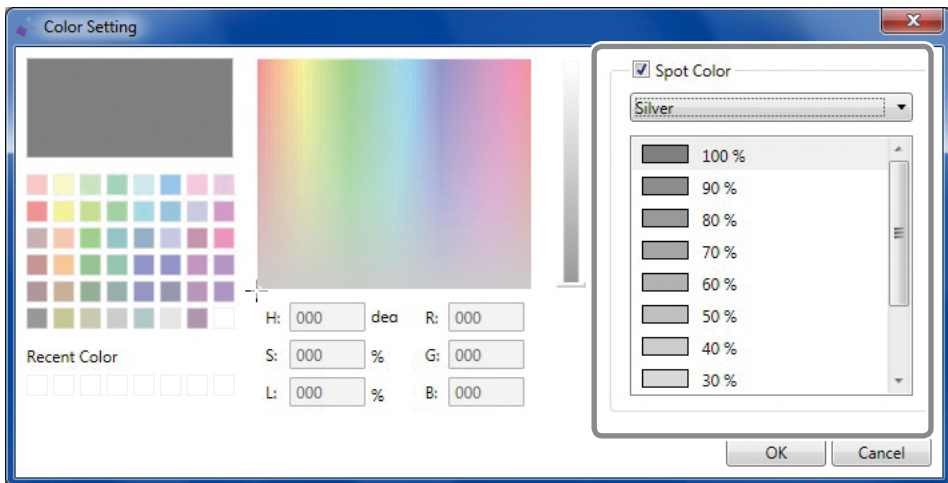 Color Setting
Spot Color
Silver
100 %
90 %
80 %
70 %
60 %
50 %
40 %
30 %
H: 000 dea R: 000
S: 000 % G: 000
L: 000 % B: 000
Recent Color
OK Cancel